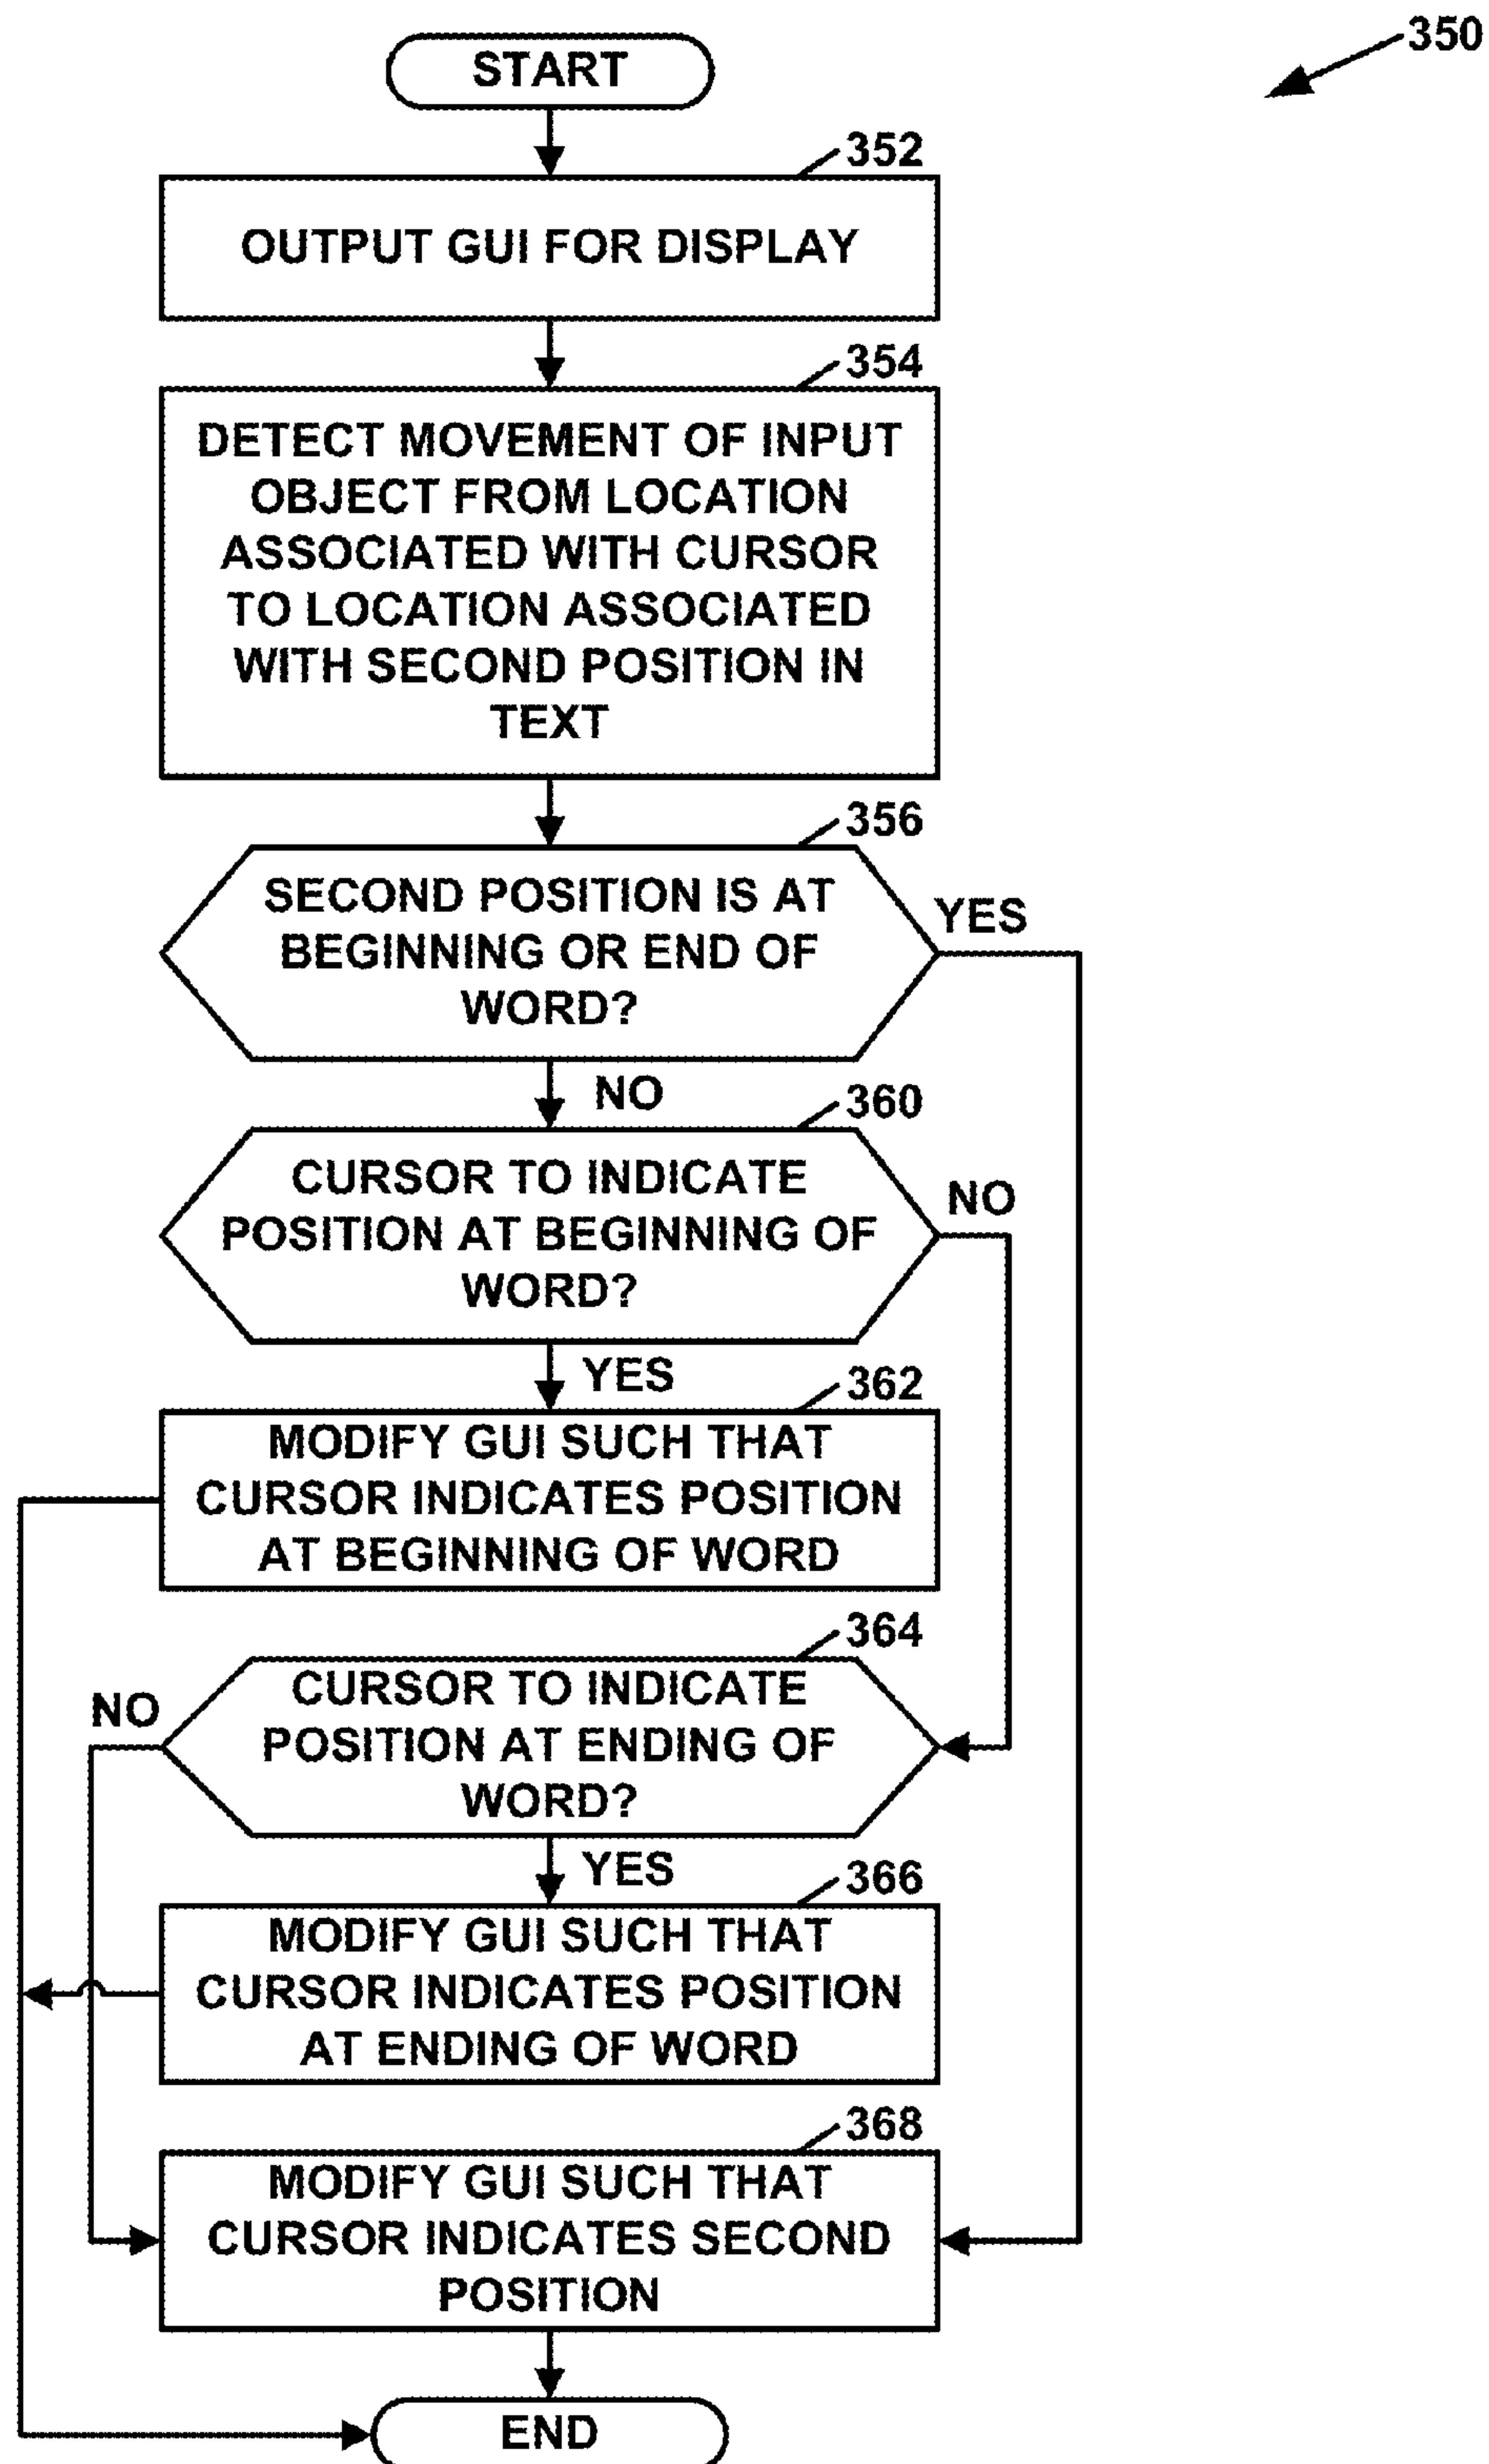 350
START
352
OUTPUT GUI FOR DISPLAY
354
DETECT MOVEMENT OF INPUT
OBJECT FROM LOCATION
ASSOCIATED WITH CURSOR
TO LOCATION ASSOCIATED
WITH SECOND POSITION IN
TEXT
356
SECOND POSITION IS AT
BEGINNING OR END OF
WORD?
YES
NO
360
CURSOR TO INDICATE
POSITION AT BEGINNING OF
WORD?
NO
YES
362
MODIFY GUI SUCH THAT
CURSOR INDICATES POSITION
AT BEGINNING OF WORD
364
CURSOR TO INDICATE
POSITION AT ENDING OF
WORD?
NO
YES
366
MODIFY GUI SUCH THAT
CURSOR INDICATES POSITION
AT ENDING OF WORD
368
MODIFY GUI SUCH THAT
CURSOR INDICATES SECOND
POSITION
END